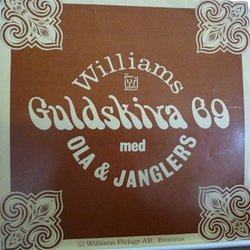 Williams
Guldskiva 69
med
OLA & JANGLERS
Williams Förlags AB, Bromma